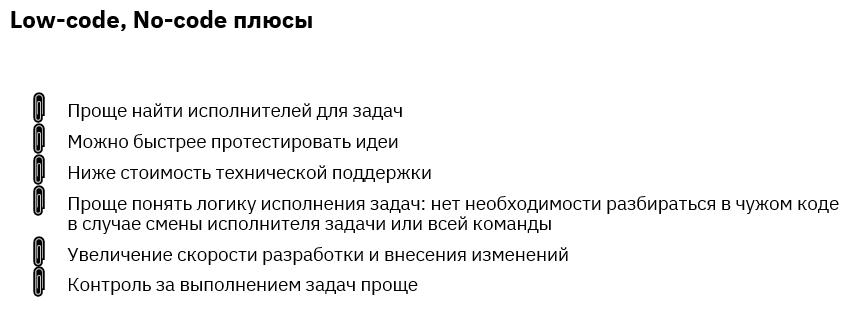 Low-code, No-code плюсы
Проще найти исполнителей для задач
Можно быстрее протестировать идеи
Ниже стоимость технической поддержки
Проще понять логику исполнения задач: нет необходимости разбираться в чужом коде
в случае смены исполнителя задачи или всей команды
Увеличение скорости разработки и внесения изменений
Контроль за выполнением задач проще